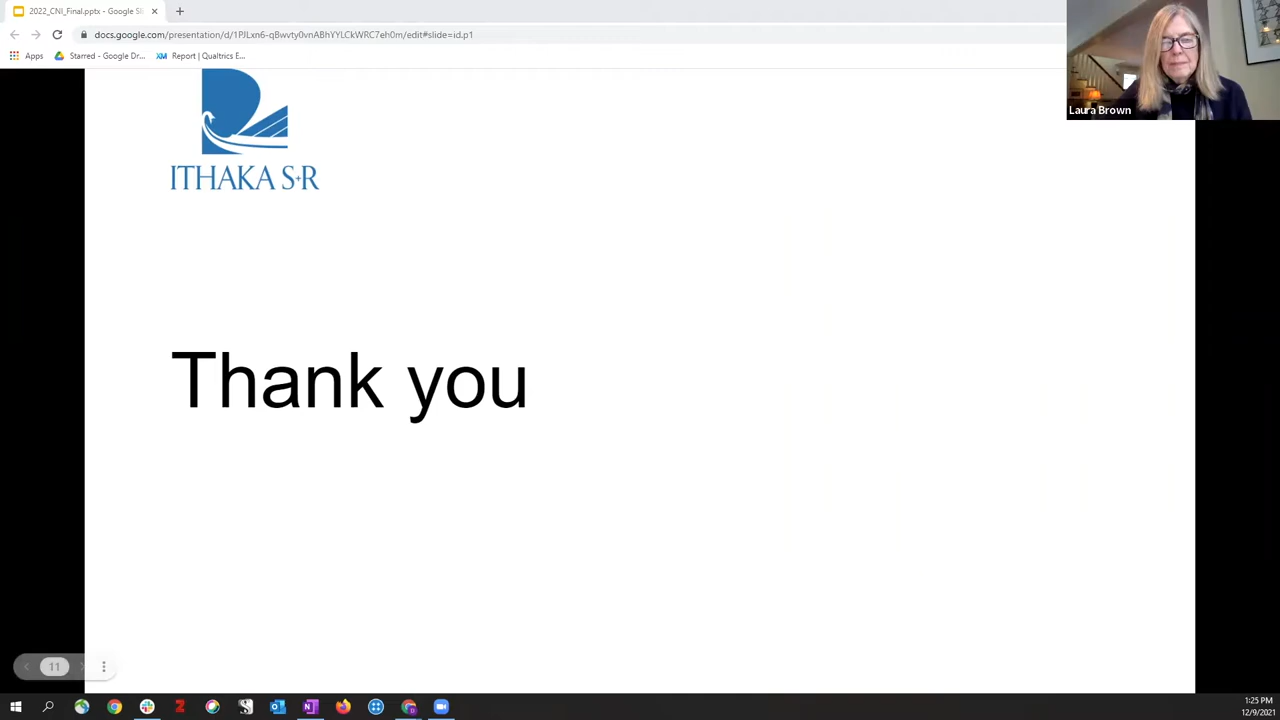 2022_CNI_Final.pptx - Google Sli
docs.google.com/presentation/d/1PJLxn6-qBwvty0vnABhYYLCkWRC7eh0m/edit#slide=id.p1
Apps
Starred - Google Dr...
Report | Qualtrics E...
Laura Brown
ITHAKA S+R
Thank you
11
1:25 PM
12/9/2021